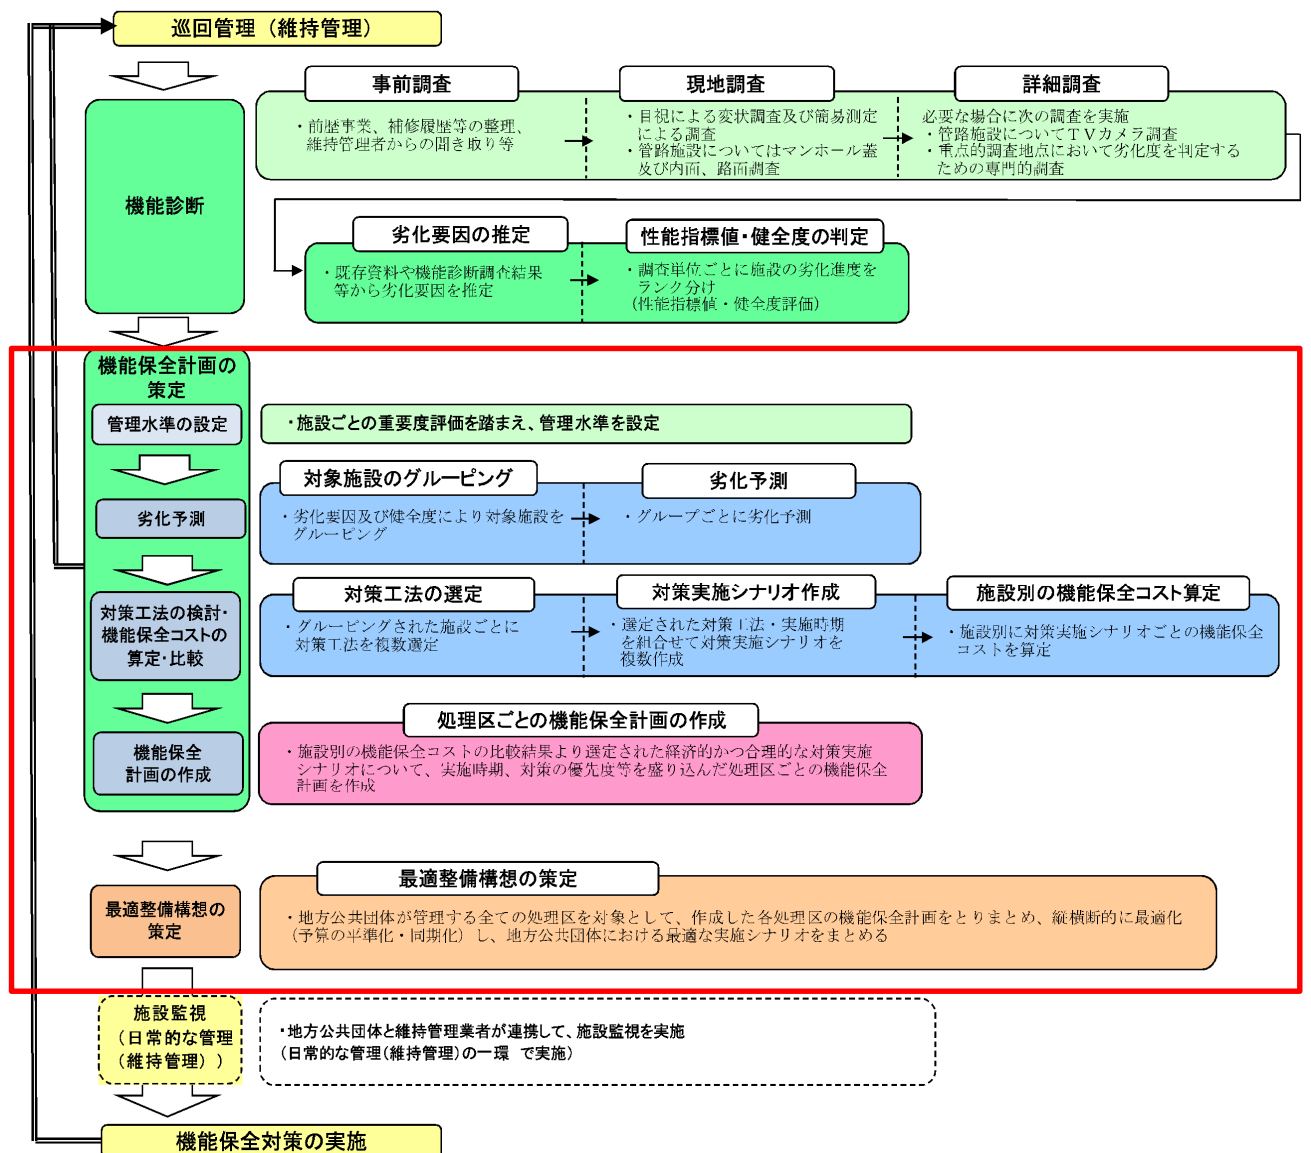 巡回管理（維持管理）
機能診断
事前調査
・前歴事業、補修履歴等の整理、
維持管理者からの聞き取り等
現地調査
・目視による変状調査及び簡易測定
による調査
・管路施設についてはマンホール蓋
及び内面、路面調査
詳細調査
必要な場合に次の調査を実施
・管路施設についてＴＶカメラ調査
・重点的調査地点において劣化度を判定する
ための専門的調査
劣化要因の推定
・既存資料や機能診断調査結果
等から劣化要因を推定
性能指標値・健全度の判定
・調査単位ごとに施設の劣化進度を
ランク分け
（性能指標値・健全度評価）
機能保全計画の
策定
管理水準の設定
・施設ごとの重要度評価を踏まえ、管理水準を設定
劣化予測
対象施設のグルーピング
・劣化要因及び健全度により対象施設を
グルーピング
劣化予測
・グループごとに劣化予測
対策工法の検討・
機能保全コストの
算定・比較
対策工法の選定
・グルーピングされた施設ごとに
対策工法を複数選定
対策実施シナリオ作成
・選定された対策工法・実施時期
を組合せて対策実施シナリオを
複数作成
施設別の機能保全コスト算定
・施設別に対策実施シナリオごとの機能保全
コストを算定
機能保全
計画の作成
処理区ごとの機能保全計画の作成
・施設別の機能保全コストの比較結果より選定された経済的かつ合理的な対策実施
シナリオについて、実施時期、対策の優先度等を盛り込んだ処理区ごとの機能保全
計画を作成
最適整備構想の
策定
最適整備構想の策定
・地方公共団体が管理する全ての処理区を対象として、作成した各処理区の機能保全計画をとりまとめ、縦横断的に最適化
（予算の平準化・同期化）し、地方公共団体における最適な実施シナリオをまとめる
施設監視
（日常的な管理
（維持管理））
・地方公共団体と維持管理業者が連携して、施設監視を実施
（日常的な管理（維持管理）の一環 で実施）
機能保全対策の実施